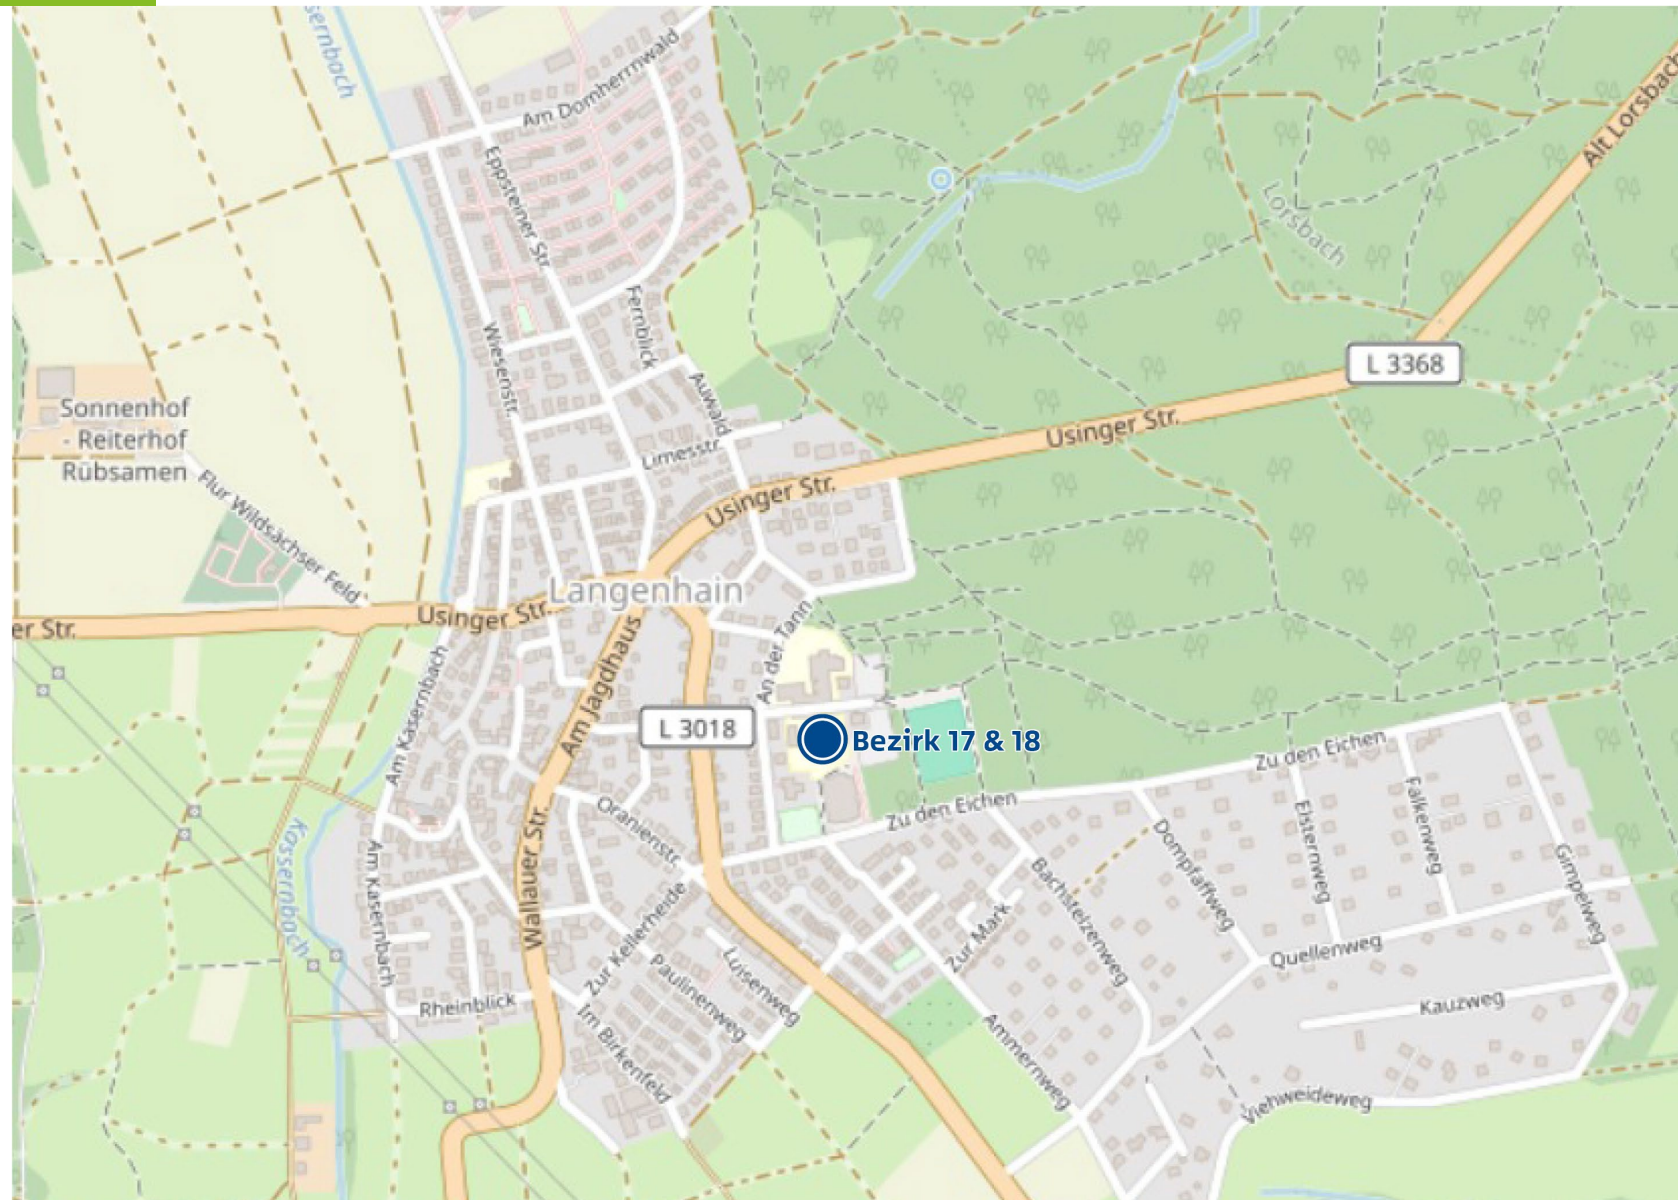 sernbach
Am Domherrnwald
Alt Lorsbach
Eppsteiner Str.
Lorsbach
Fernblick
Wiesenstr.
L 3368
Sonnenhof
- Reiterhof
Rübsamen
Auwald
Usinger Str.
Limesstr.
Flur Wildsächser Feld
Usinger Str.
Langenhain
Usinger Str.
er Str.
An der Tann
Am Jagdhaus
Am Kasernbach
L 3018
Bezirk 17 & 18
Zu den Eichen
Zu den Eichen
Oranienstr.
Falkenweg
Elsternweg
Dompfaffweg
Kassernbach
Am Kasernbach
Wallauer Str.
Gimpelweg
Bachstelzenweg
Zur Kellerheide
Zur Mark
Quellenweg
Luisenweg
Paulinenweg
Rheinblick
Kauzweg
Im Birkenfeld
Ammernweg
Viehweideweg